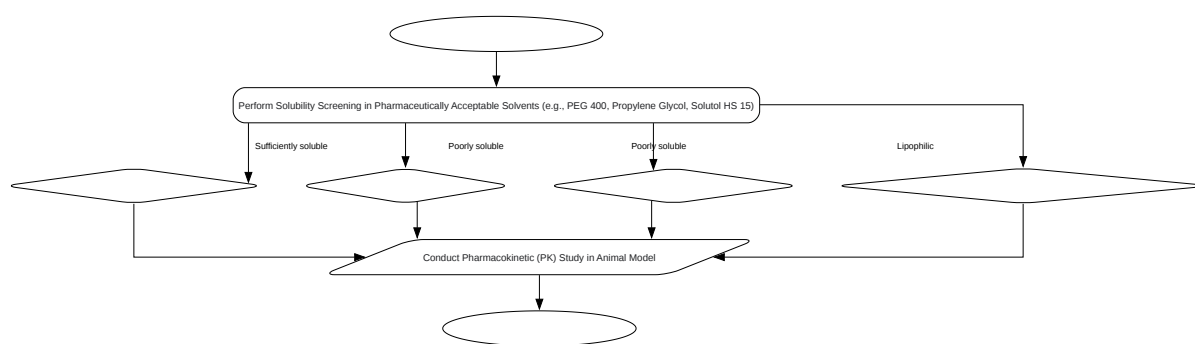 Perform Solubility Screening in Pharmaceutically Acceptable Solvents (e.g., PEG 400, Propylene Glycol, Solutol HS 15)
Sufficiently soluble
Poorly soluble
Poorly soluble
Lipophilic
Conduct Pharmacokinetic (PK) Study in Animal Model